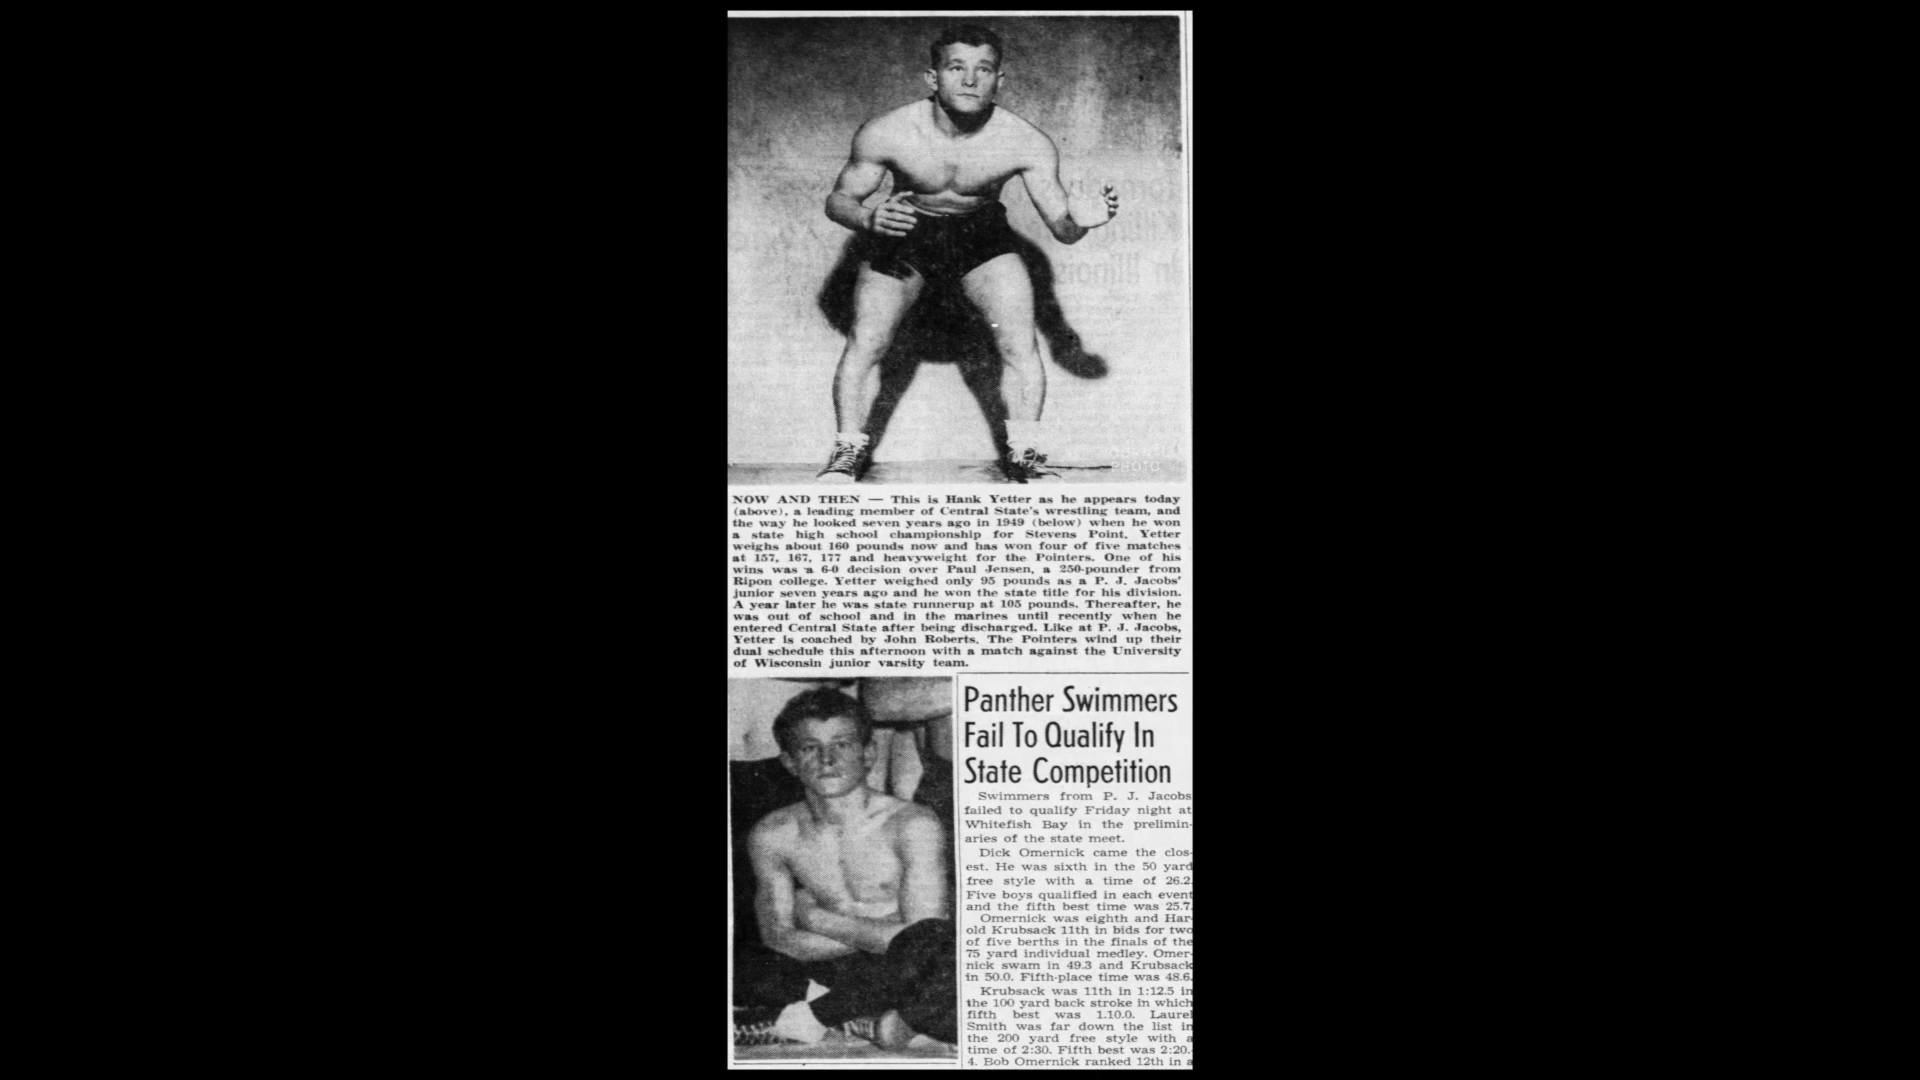 PHOTO
NOW AND THEN — This is Hank Yetter as he appears today
(above), a leading member of Central State's wrestling team, and
the way he looked seven years ago in 1949 (below) when he won
a state high school championship for Stevens Point. Yetter
weighs about 160 pounds now and has won four of five matches
at 157, 167, 177 and heavyweight for the Pointers. One of his
wins was a 6-0 decision over Paul Jensen, a 250-pounder from
Ripon college. Yetter weighed only 95 pounds as a P. J. Jacobs'
junior seven years ago and he won the state title for his division.
A year later he was state runnerup at 105 pounds. Thereafter, he
was out of school and in the marines until recently when he
entered Central State after being discharged. Like at P. J. Jacobs,
Yetter is coached by John Roberts. The Pointers wind up their
dual schedule this afternoon with a match against the University
of Wisconsin junior varsity team.
Panther Swimmers
Fail To Qualify In
State Competition
Swimmers from P. J. Jacobs
failed to qualify Friday night at
Whitefish Bay in the prelimin-
aries of the state meet.
Dick Omernick came the clos-
est. He was sixth in the 50 yard
free style with a time of 26.2.
Five boys qualified in each event
and the fifth best time was 25.7.
Omernick was eighth and Har-
old Krubsack 11th in bids for two
of five berths in the finals of the
75 yard individual medley. Omer-
nick swam in 49.3 and Krubsack
in 50.0. Fifth-place time was 48.6.
Krubsack was 11th in 1:12.5 in
the 100 yard back stroke in which
fifth best was 1.10.0. Laurel
Smith was far down the list in
the 200 yard free style with a
time of 2:30. Fifth best was 2:20.-
4. Bob Omernick ranked 12th in a